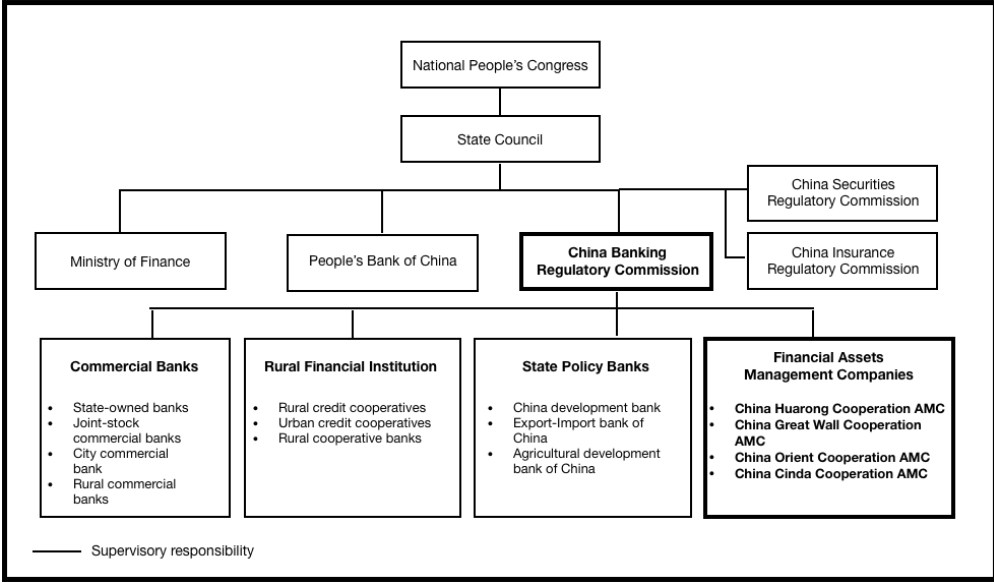 National People's Congress
State Council
China Securities
Regulatory Commission
Ministry of Finance
People's Bank of China
China Banking
Regulatory Commission
China Insurance
Regulatory Commission
Commercial Banks
• State-owned banks
• Joint-stock
commercial banks
• City commercial
bank
• Rural commercial
banks
Rural Financial Institution
• Rural credit cooperatives
• Urban credit cooperatives
• Rural cooperative banks
State Policy Banks
• China development bank
• Export-Import bank of
China
• Agricultural development
bank of China
Financial Assets
Management Companies
• China Huarong Cooperation AMC
• China Great Wall Cooperation
AMC
• China Orient Cooperation AMC
• China Cinda Cooperation AMC
Supervisory responsibility